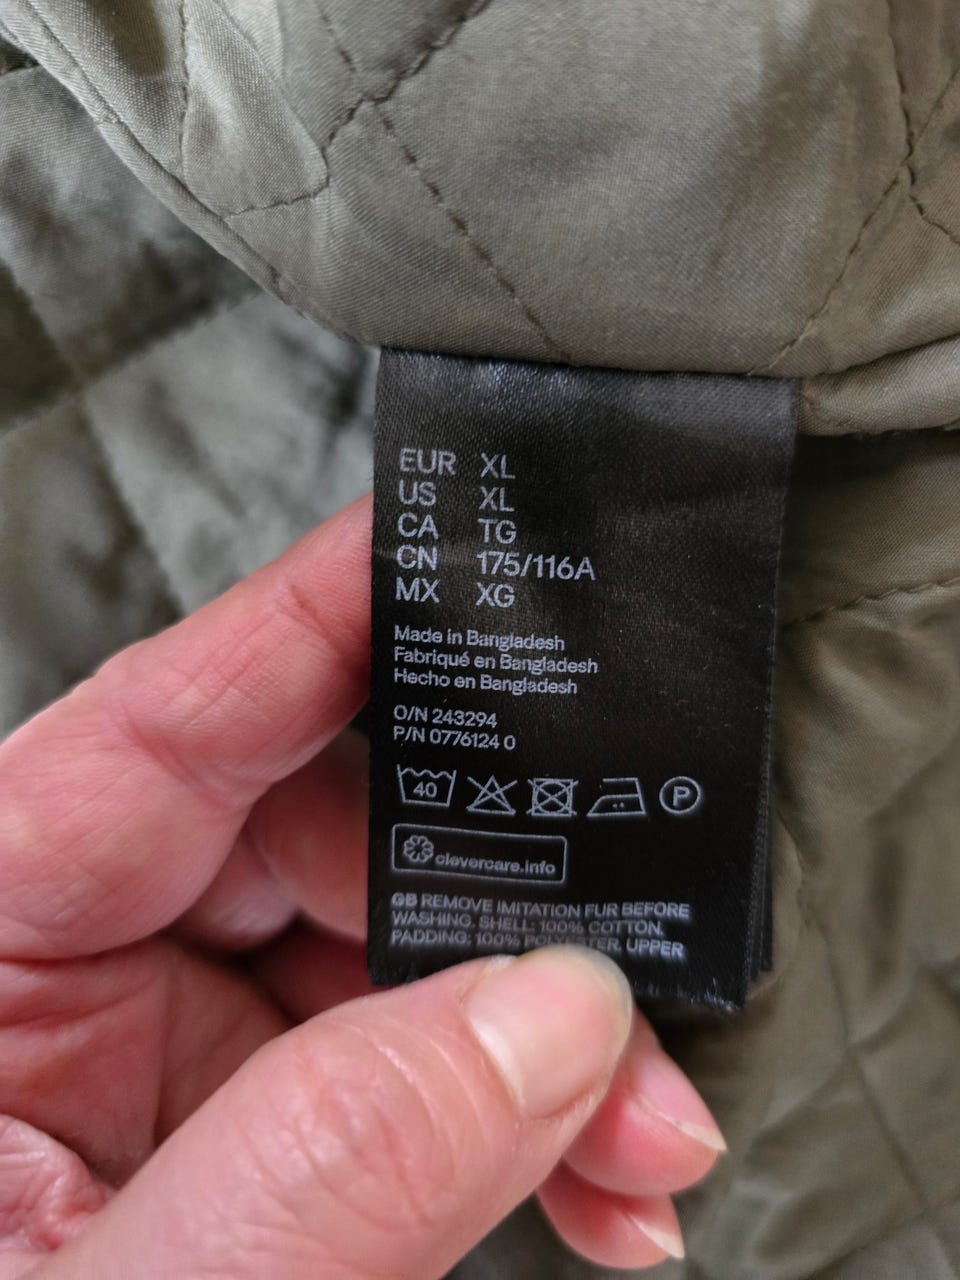 EUR XL
US XL
CA TG
CN 175/116A
MX XG
Made in Bangladesh
Fabriqué en Bangladesh
Hecho en Bangladesh
O/N 243294
P/N 0776124 0
40 P
clevercare.info
GB REMOVE IMITATION FUR BEFORE
WASHING. SHELL: 100% COTTON.
PADDING: 100% POLYESTER. UPPER